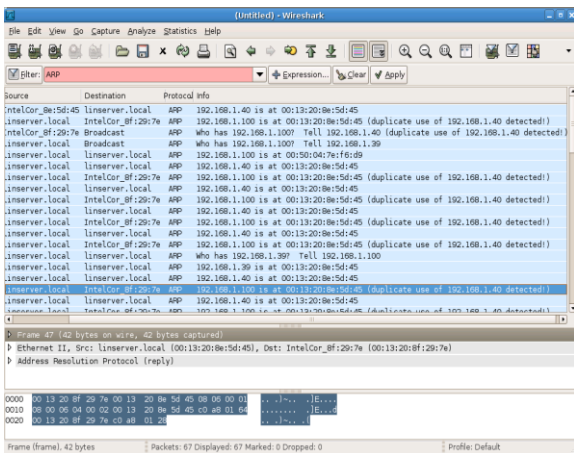 (Untitled) - Wireshark
File Edit View Go Capture Analyze Statistics Help
Filter: ARP Expression... Clear Apply
Source Destination Protocol Info
IntelCor_8e:5d:45 linserver.local ARP 192.168.1.40 is at 00:13:20:8e:5d:45
linserver.local IntelCor_8f:29:7e ARP 192.168.1.100 is at 00:13:20:8e:5d:45 (duplicate use of 192.168.1.40 detected!)
IntelCor_8f:29:7e Broadcast ARP Who has 192.168.1.100? Tell 192.168.1.40 (duplicate use of 192.168.1.40 detected!)
linserver.local Broadcast ARP Who has 192.168.1.100? Tell 192.168.1.39
linserver.local linserver.local ARP 192.168.1.100 is at 00:50:04:7e:f6:d9
linserver.local linserver.local ARP 192.168.1.40 is at 00:13:20:8e:5d:45
linserver.local IntelCor_8f:29:7e ARP 192.168.1.100 is at 00:13:20:8e:5d:45 (duplicate use of 192.168.1.40 detected!)
linserver.local linserver.local ARP 192.168.1.40 is at 00:13:20:8e:5d:45
linserver.local IntelCor_8f:29:7e ARP 192.168.1.100 is at 00:13:20:8e:5d:45 (duplicate use of 192.168.1.40 detected!)
linserver.local IntelCor_8f:29:7e ARP 192.168.1.100 is at 00:13:20:8e:5d:45 (duplicate use of 192.168.1.40 detected!)
linserver.local linserver.local ARP 192.168.1.40 is at 00:13:20:8e:5d:45
linserver.local IntelCor_8f:29:7e ARP 192.168.1.100 is at 00:13:20:8e:5d:45 (duplicate use of 192.168.1.40 detected!)
linserver.local linserver.local ARP Who has 192.168.1.39? Tell 192.168.1.100
linserver.local linserver.local ARP 192.168.1.39 is at 00:13:20:8e:5d:45
linserver.local linserver.local ARP 192.168.1.40 is at 00:13:20:8e:5d:45
linserver.local IntelCor_8f:29:7e ARP 192.168.1.100 is at 00:13:20:8e:5d:45 (duplicate use of 192.168.1.40 detected!)
linserver.local linserver.local ARP 192.168.1.40 is at 00:13:20:8e:5d:45
linserver.local IntelCor_8f:29:7e ARP 192.168.1.100 is at 00:13:20:8e:5d:45 (duplicate use of 192.168.1.40 detected!)
Frame 47 (42 bytes on wire, 42 bytes captured)
Ethernet II, Src: linserver.local (00:13:20:8e:5d:45), Dst: IntelCor_8f:29:7e (00:13:20:8f:29:7e)
Address Resolution Protocol (reply)
0000 00 13 20 8f 29 7e 00 13 20 8e 5d 45 08 06 00 01 .. .)~.. .]E....
0010 08 00 06 04 00 02 00 13 20 8e 5d 45 c0 a8 01 64 ........ .]E...d
0020 00 13 20 8f 29 7e c0 a8 01 28 .. .)~.. .(
Frame (frame), 42 bytes Packets: 67 Displayed: 67 Marked: 0 Dropped: 0 Profile: Default